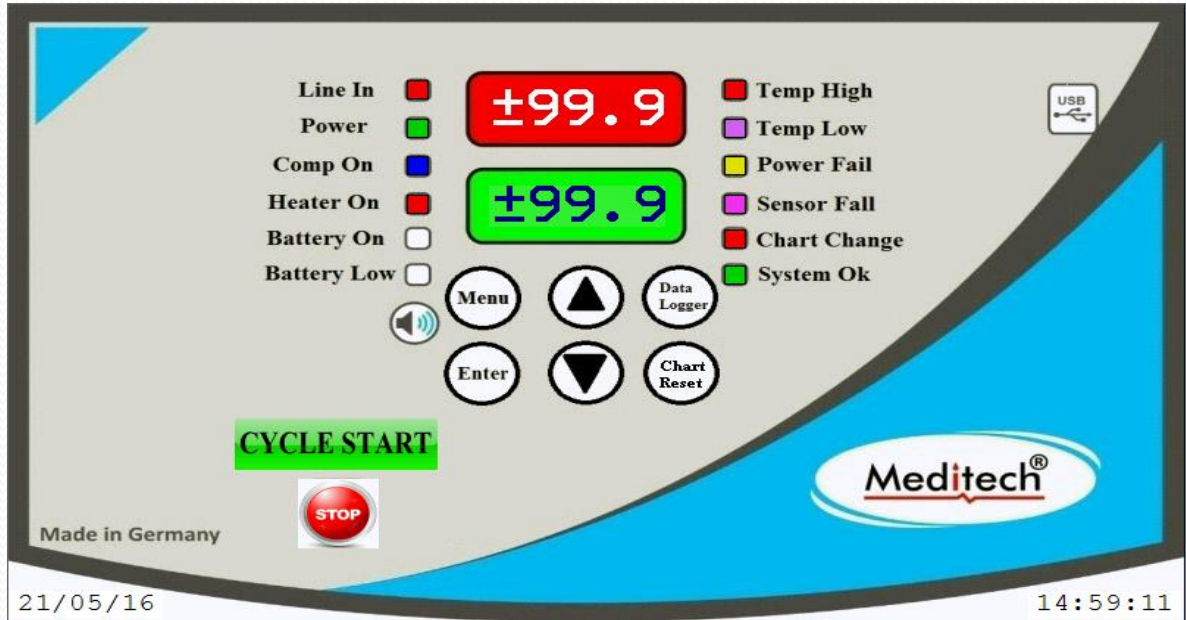 Line In
Power
Comp On
Heater On
Battery On
Battery Low
±99.9
±99.9
Temp High
Temp Low
Power Fail
Sensor Fall
Chart Change
System Ok
USB
Menu
Data
Logger
Enter
Chart
Reset
CYCLE START
STOP
Meditech®
Made in Germany
21/05/16
14:59:11